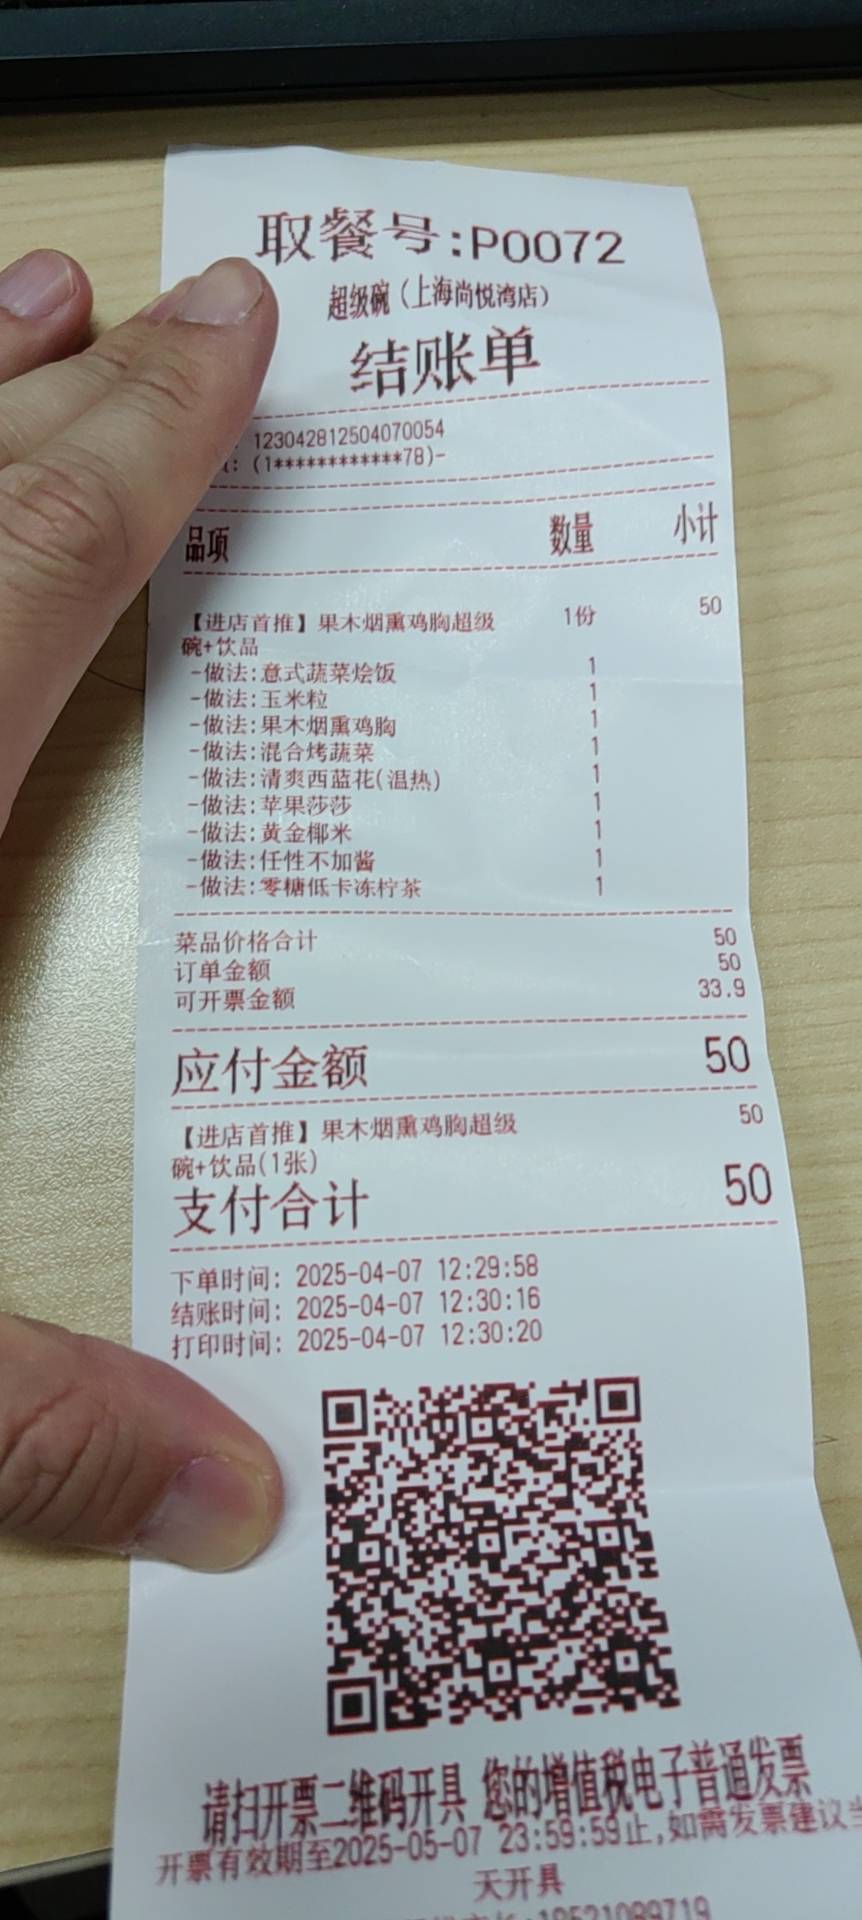 取餐号:P0072
超级碗（上海尚悦湾店）
结账单
123042812504070054
: (1************78)-
品项 数量 小计
【进店首推】果木烟熏鸡胸超级 1份 50
碗+饮品
-做法:意式蔬菜烩饭 1
-做法:玉米粒 1
-做法:果木烟熏鸡胸 1
-做法:混合烤蔬菜 1
-做法:清爽西蓝花(温热) 1
-做法:苹果莎莎 1
-做法:黄金椰米 1
-做法:任性不加酱 1
-做法:零糖低卡冻柠茶 1
菜品价格合计 50
订单金额 50
可开票金额 33.9
应付金额 50
【进店首推】果木烟熏鸡胸超级 50
碗+饮品(1张)
支付合计 50
下单时间: 2025-04-07 12:29:58
结账时间: 2025-04-07 12:30:16
打印时间: 2025-04-07 12:30:20
请扫开票二维码开具 您的增值税电子普通发票
开票有效期至2025-05-07 23:59:59止,如需发票建议当
天开具